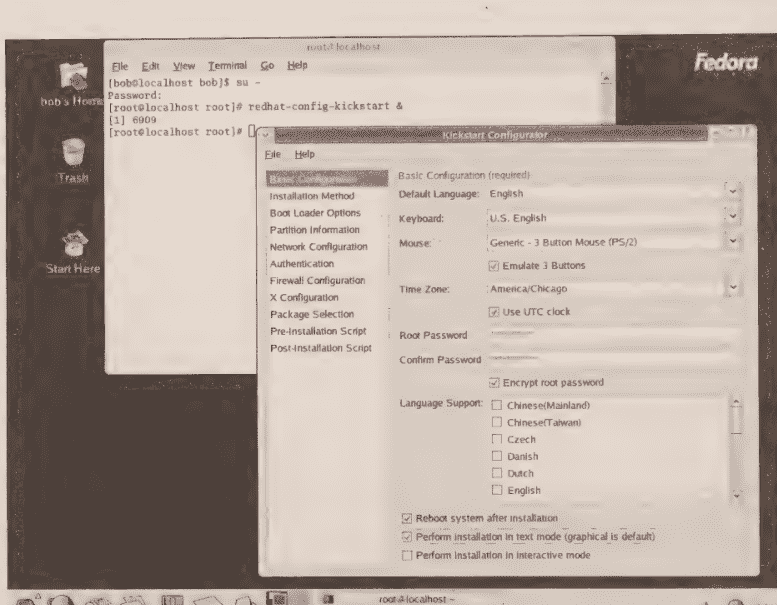 root@localhost
File Edit View Terminal Go Help
[bob@localhost bob]$ su -
Password:
[root@localhost root]# redhat-config-kickstart &
[1] 6909
[root@localhost root]#
Fedora
bob's Home
Trash
Start Here
Kickstart Configurator
File Help
Basic Configuration
Installation Method
Boot Loader Options
Partition Information
Network Configuration
Authentication
Firewall Configuration
X Configuration
Package Selection
Pre-Installation Script
Post-Installation Script
Basic Configuration (required)
Default Language: English
Keyboard: U.S. English
Mouse: Generic - 3 Button Mouse (PS/2)
Emulate 3 Buttons
Time Zone: America/Chicago
Use UTC clock
Root Password
Confirm Password
Encrypt root password
Language Support: Chinese(Mainland)
Chinese(Taiwan)
Czech
Danish
Dutch
English
Reboot system after installation
Perform installation in text mode (graphical is default)
Perform installation in interactive mode
root@localhost:~